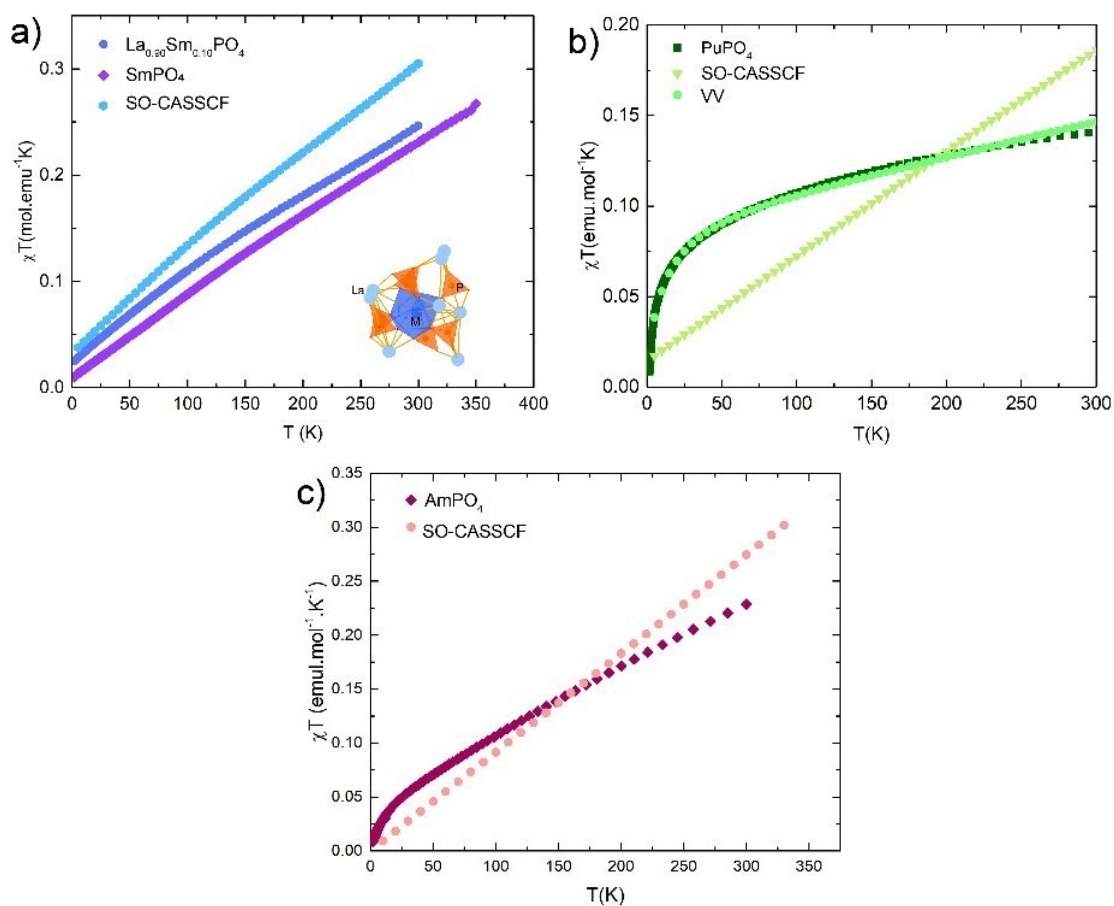 a)
La₀.₉₀Sm₀.₁₀PO₄
SmPO₄
SO-CASSCF
χT(mol.emu⁻¹K)
0.3
0.2
0.1
0.0
La
P
M
0 50 100 150 200 250 300 350 400
T (K)
b)
PuPO₄
SO-CASSCF
VV
χT(emu.mol⁻¹K)
0.20
0.15
0.10
0.05
0.00
0 50 100 150 200 250 300
T(K)
c)
AmPO₄
SO-CASSCF
χT (emul.mol⁻¹.K⁻¹)
0.35
0.30
0.25
0.20
0.15
0.10
0.05
0.00
0 50 100 150 200 250 300 350
T(K)